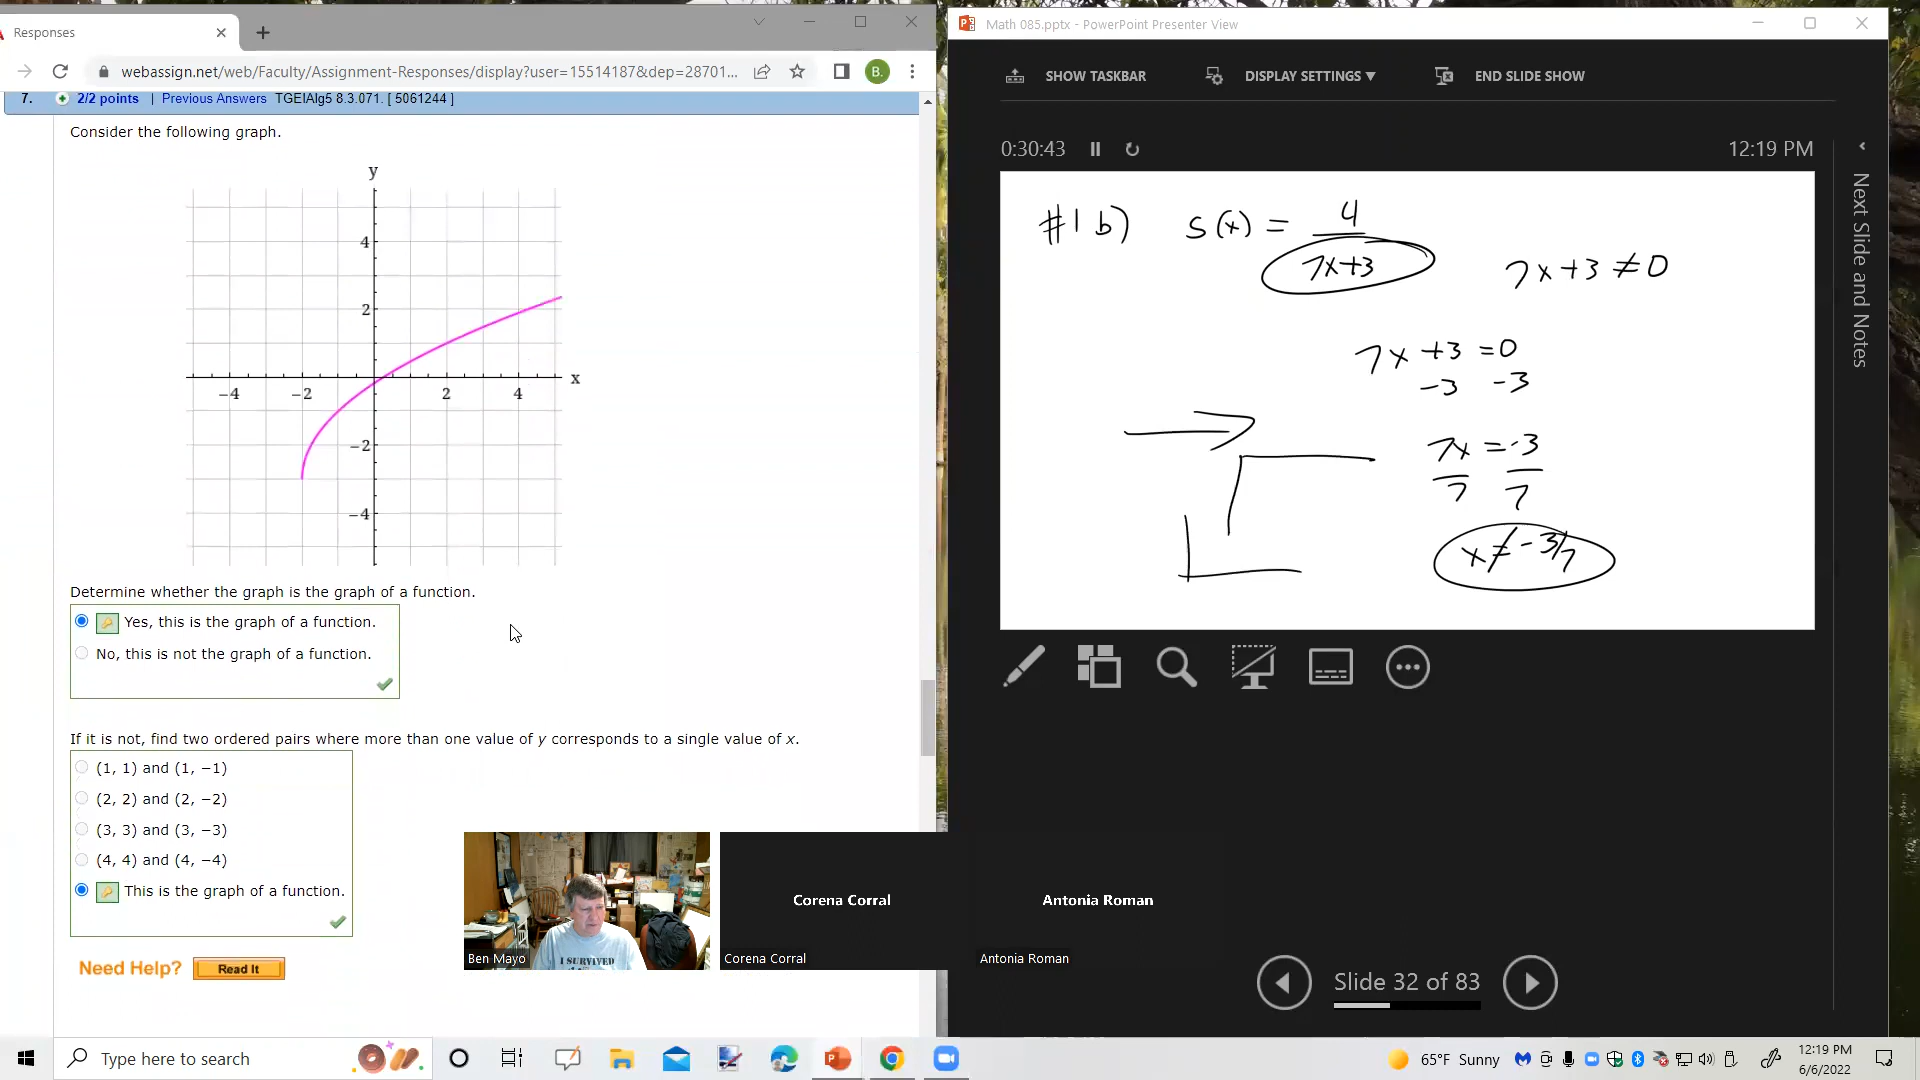 Responses
webassign.net/web/Faculty/Assignment-Responses/display?user=15514187&dep=28701...
B.
7. 2/2 points | Previous Answers TGEIAlg5 8.3.071. [ 5061244 ]
Consider the following graph.
y
4
2
x
−4 −2 2 4
−2
−4
Determine whether the graph is the graph of a function.
Yes, this is the graph of a function.
No, this is not the graph of a function.
If it is not, find two ordered pairs where more than one value of y corresponds to a single value of x.
(1, 1) and (1, −1)
(2, 2) and (2, −2)
(3, 3) and (3, −3)
(4, 4) and (4, −4)
This is the graph of a function.
Need Help? Read It
Math 085.pptx - PowerPoint Presenter View
SHOW TASKBAR DISPLAY SETTINGS ▼ END SLIDE SHOW
0:30:43 12:19 PM
Next Slide and Notes
#1 b) s(x) = 4
7x+3
7x+3 ≠0
7x +3 =0
-3 -3
7x =-3
7 7
x ≠ -3/7
I SURVIVED
Ben Mayo
Corena Corral
Corena Corral
Antonia Roman
Antonia Roman
Slide 32 of 83
Type here to search
65°F Sunny
12:19 PM
6/6/2022